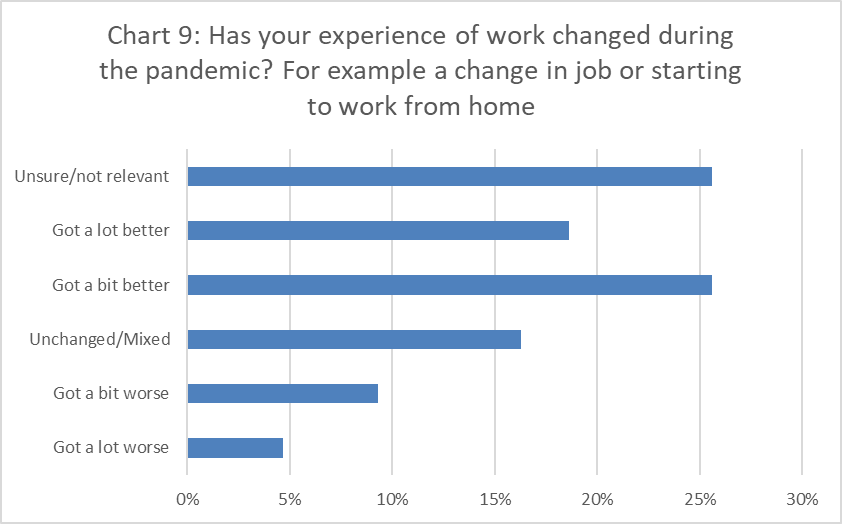 Chart 9: Has your experience of work changed during
the pandemic? For example a change in job or starting
to work from home
Unsure/not relevant
Got a lot better
Got a bit better
Unchanged/Mixed
Got a bit worse
Got a lot worse
0% 5% 10% 15% 20% 25% 30%